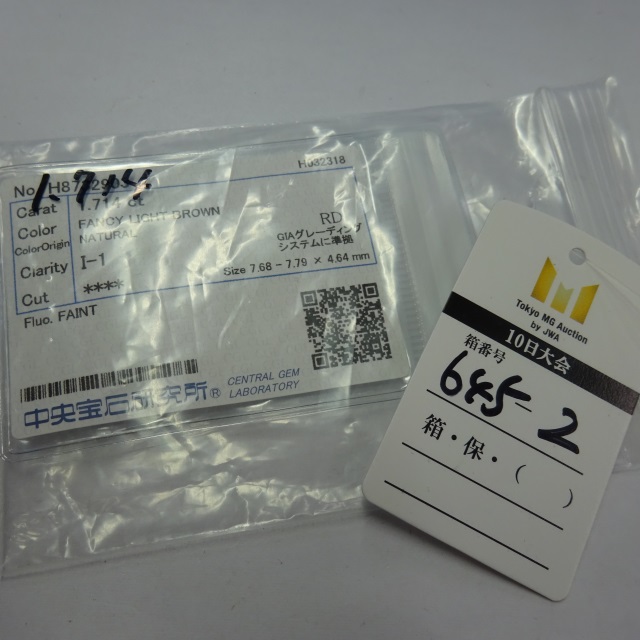 No.
H032318
Carat 1.714 ct
Color FANCY LIGHT BROWN
ColorOrigin NATURAL
RD
GIAグレーディング
システムに準拠
Clarity I-1
Size 7.68 - 7.79 × 4.64 mm
Cut ****
Fluo. FAINT
中央宝石研究所®
CENTRAL GEM
LABORATORY
Tokyo MG Auction
by JWA
10日大会
箱番号
645-2
箱・保・( )